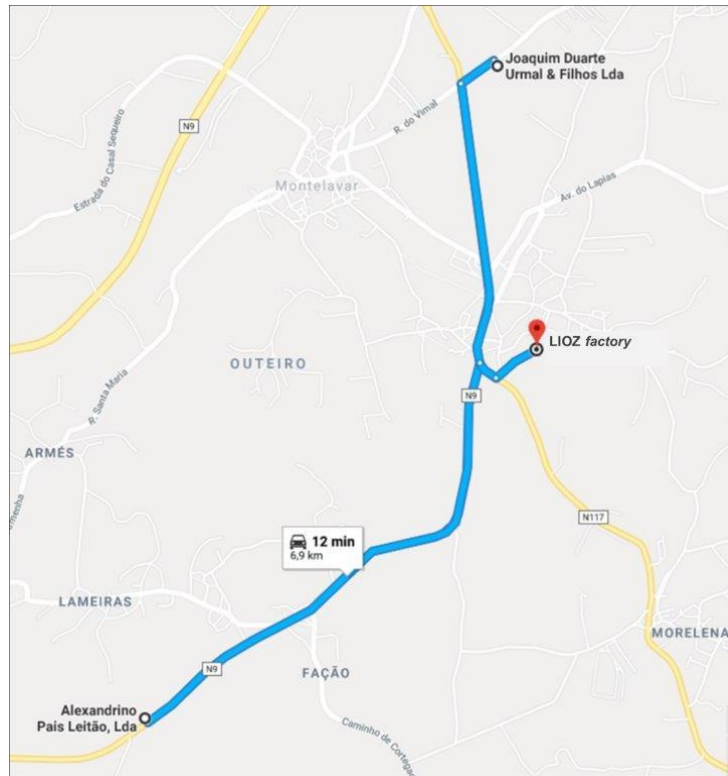 Joaquim Duarte
Urmal & Filhos Lda
N9
R. do Vimal
Estrada do Casal Sequeiro
Montelavar
Av. do Lapias
LIOZ factory
OUTEIRO
N9
R. Santa Maria
ARMÉS
N117
12 min
6,9 km
LAMEIRAS
MORELENA
N9
FAÇÃO
Alexandrino
Pais Leitão, Lda